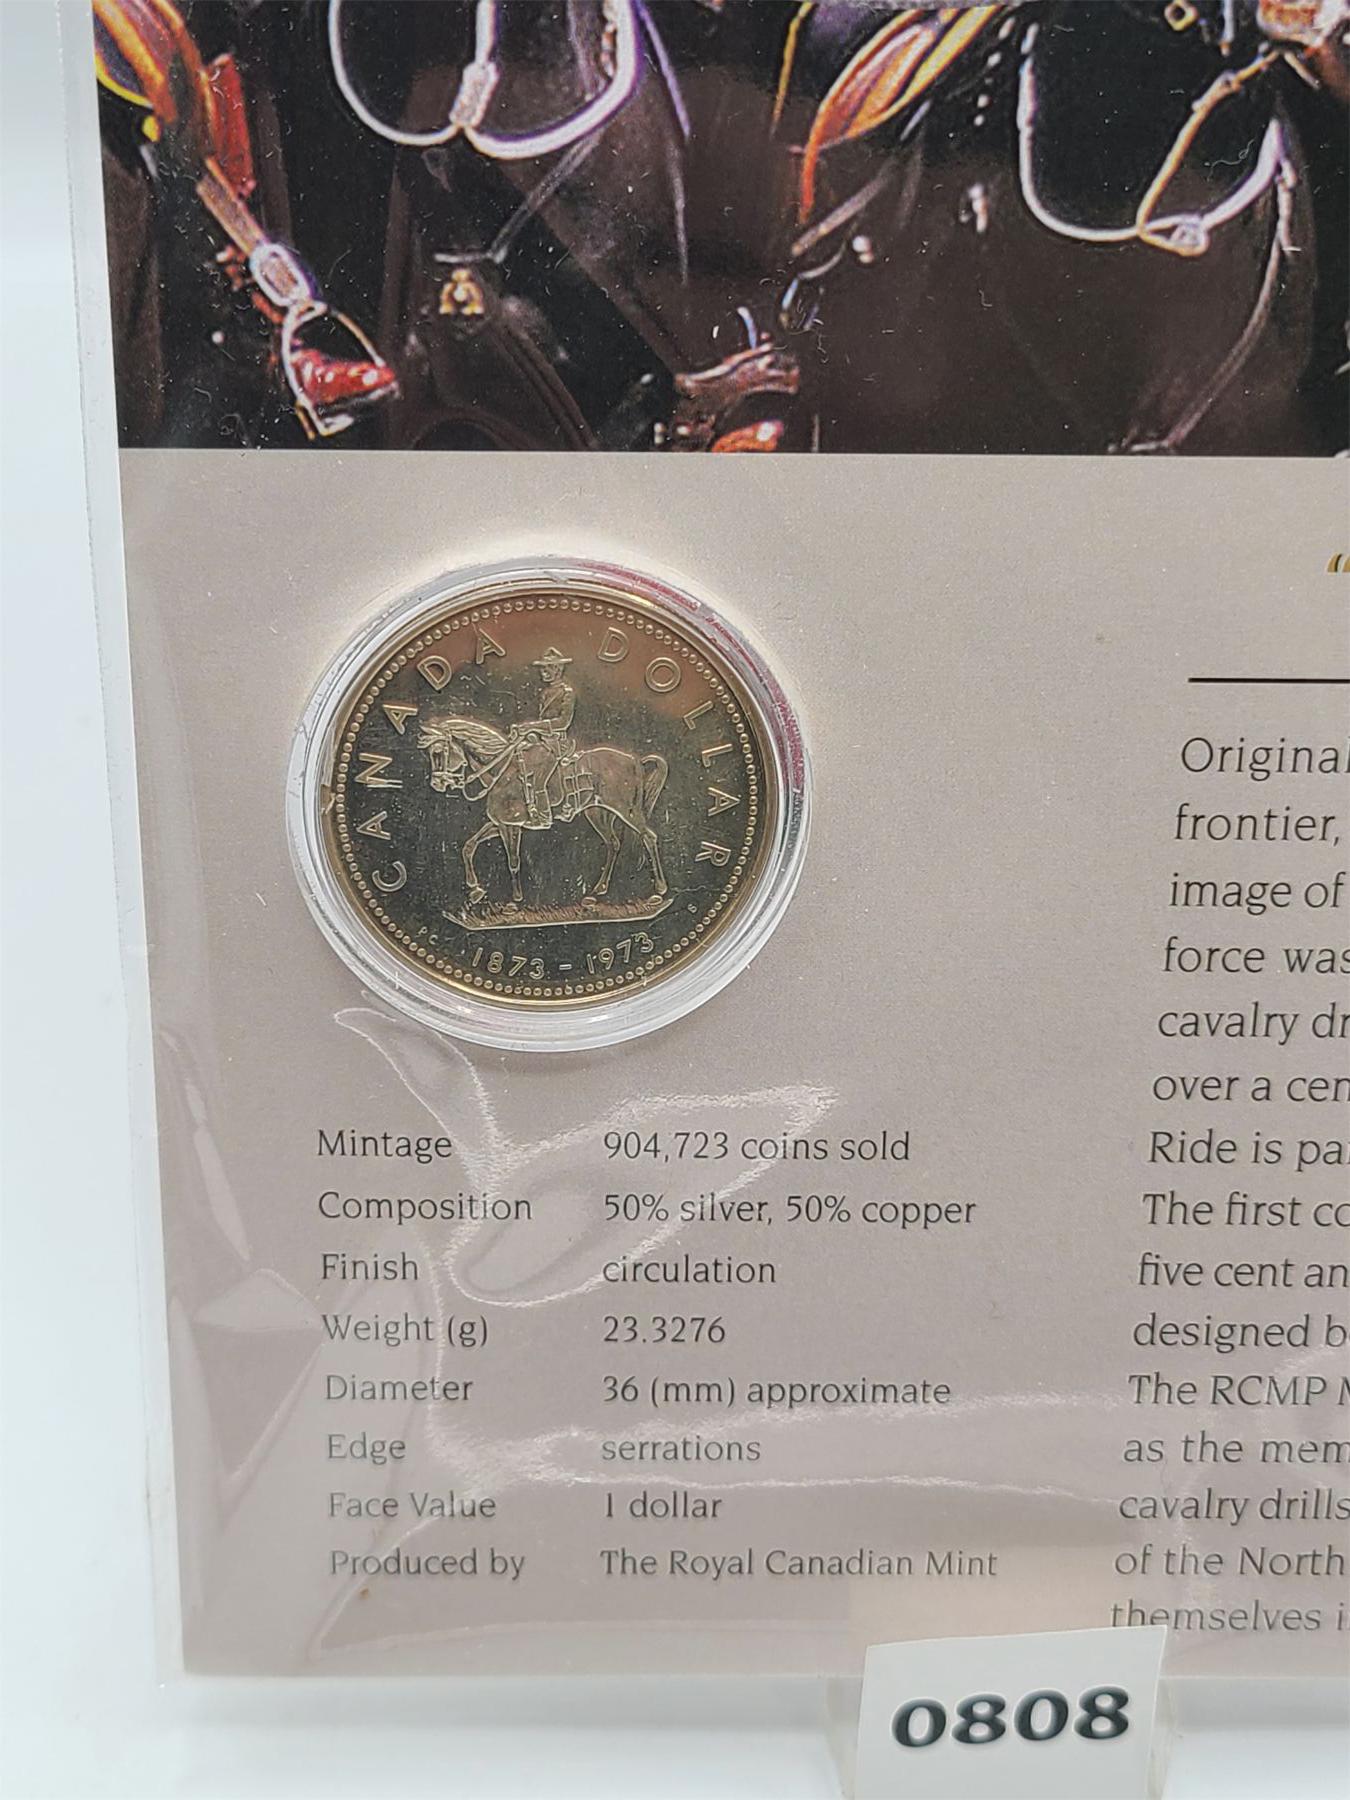 CANADA DOLLAR
PC
S
1873 - 1973
Mintage 904,723 coins sold
Composition 50% silver, 50% copper
Finish circulation
Weight (g) 23.3276
Diameter 36 (mm) approximate
Edge serrations
Face Value 1 dollar
Produced by The Royal Canadian Mint
“
Original
frontier,
image of
force was
cavalry dr
over a cen
Ride is pa
The first co
five cent an
designed b
The RCMP M
as the mem
cavalry drills
of the North
themselves i
0808